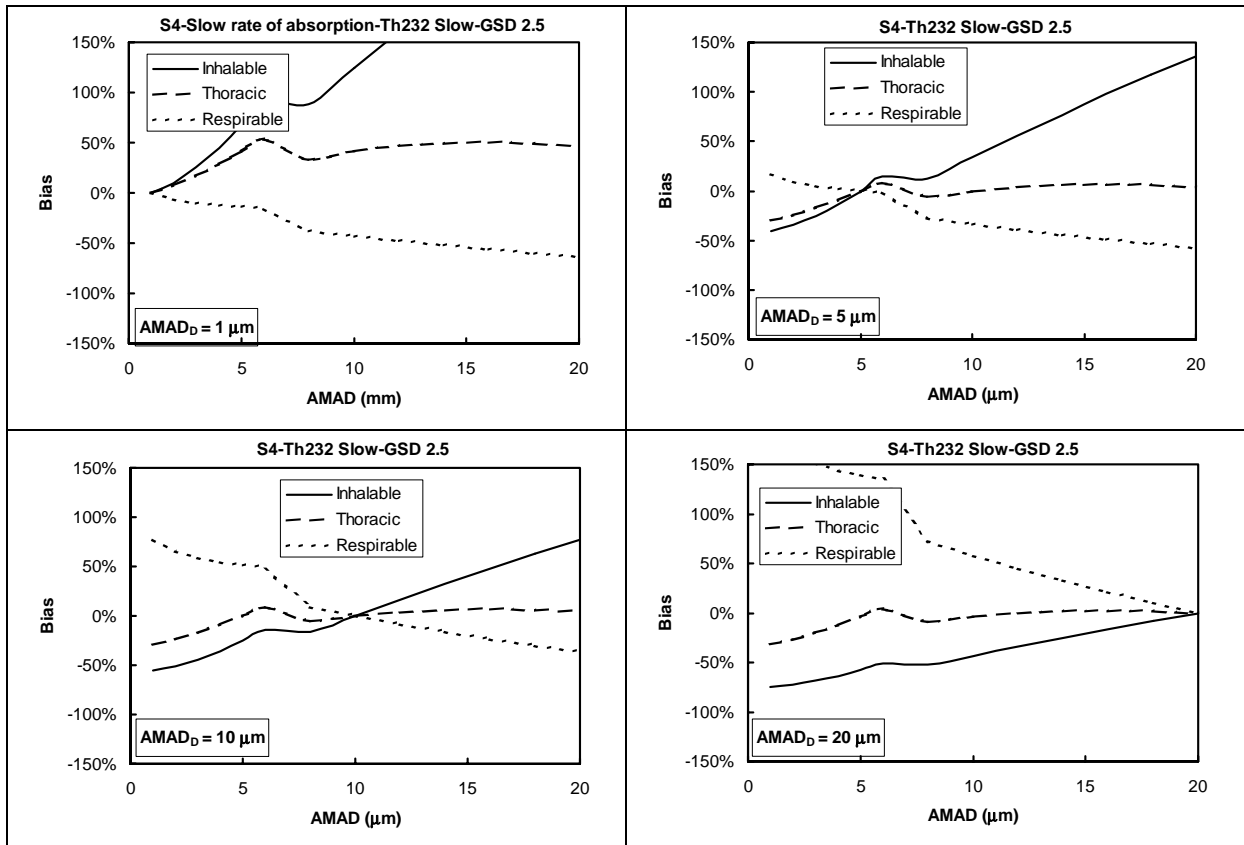 S4-Slow rate of absorption-Th232 Slow-GSD 2.5
150%
100%
50%
0%
-50%
-100%
-150%
Bias
Inhalable
Thoracic
Respirable
AMAD_D = 1 μm
0 5 10 15 20
AMAD (mm)
S4-Th232 Slow-GSD 2.5
150%
100%
50%
0%
-50%
-100%
-150%
Bias
Inhalable
Thoracic
Respirable
AMAD_D = 5 μm
0 5 10 15 20
AMAD (μm)
S4-Th232 Slow-GSD 2.5
150%
100%
50%
0%
-50%
-100%
-150%
Bias
Inhalable
Thoracic
Respirable
AMAD_D = 10 μm
0 5 10 15 20
AMAD (μm)
S4-Th232 Slow-GSD 2.5
150%
100%
50%
0%
-50%
-100%
-150%
Bias
Inhalable
Thoracic
Respirable
AMAD_D = 20 μm
0 5 10 15 20
AMAD (μm)